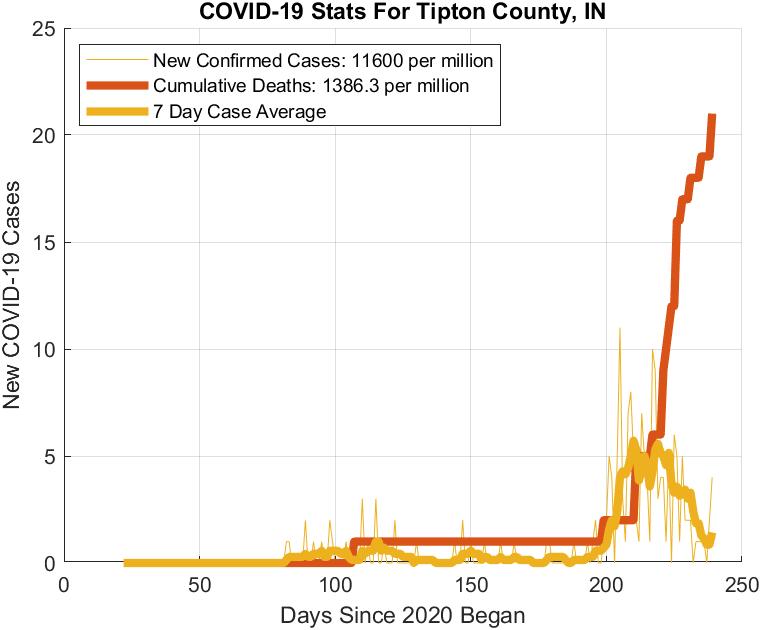 COVID-19 Stats For Tipton County, IN
25
20
15
10
5
0
New COVID-19 Cases
New Confirmed Cases: 11600 per million
Cumulative Deaths: 1386.3 per million
7 Day Case Average
0 50 100 150 200 250
Days Since 2020 Began